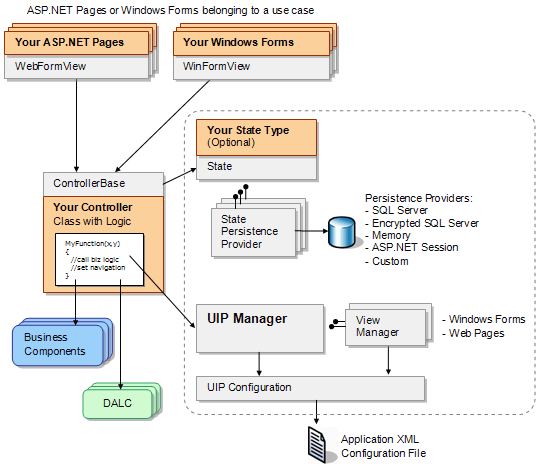 ASP.NET Pages or Windows Forms belonging to a use case
Your ASP.NET Pages
WebFormView
Your Windows Forms
WinFormView
Your State Type
(Optional)
State
ControllerBase
Your Controller
Class with Logic
MyFunction(x,y)
{
//call biz logic
//set navigation
}
State
Persistence
Provider
Persistence Providers:
- SQL Server
- Encrypted SQL Server
- Memory
- ASP.NET Session
- Custom
UIP Manager
View
Manager
- Windows Forms
- Web Pages
Business
Components
UIP Configuration
DALC
Application XML
Configuration File